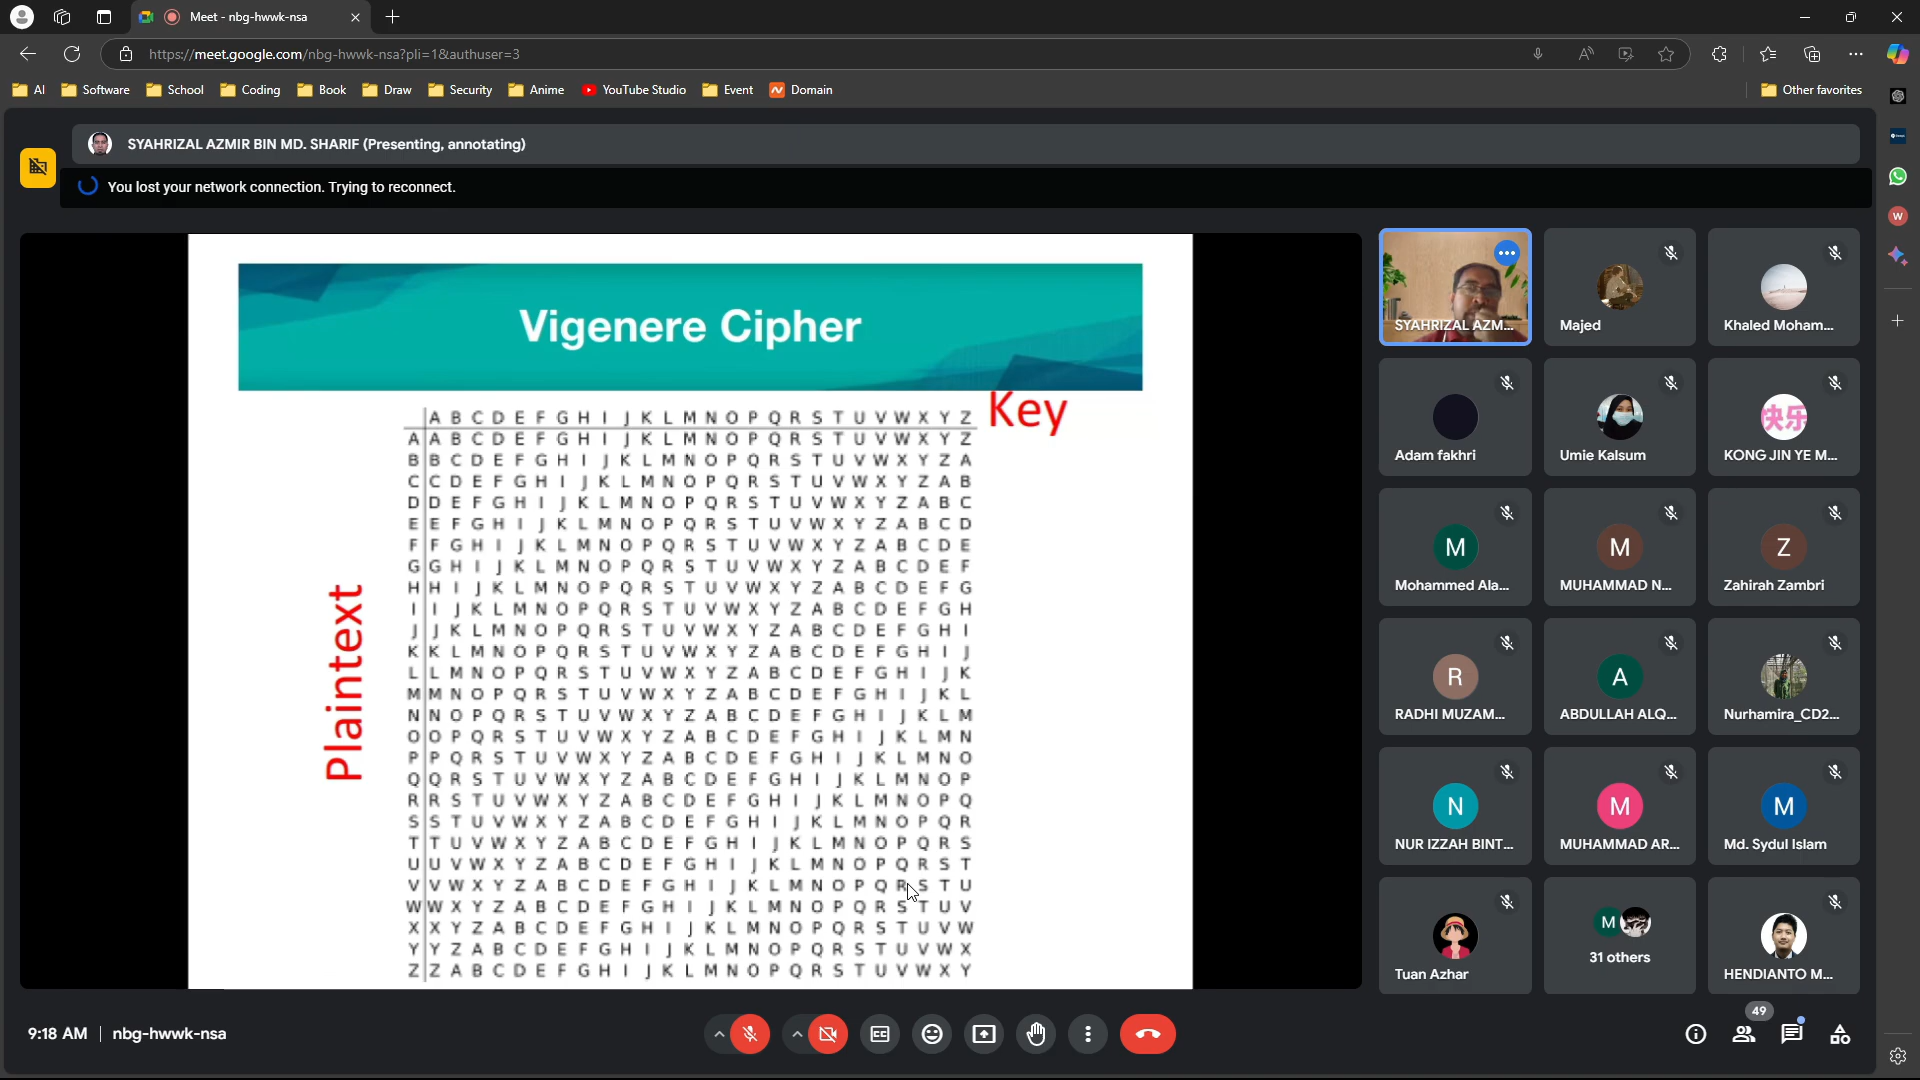 Meet - nbg-hwwk-nsa
https://meet.google.com/nbg-hwwk-nsa?pli=1&authuser=3
AI Software School Coding Book Draw Security Anime YouTube Studio Event Domain Other favorites
SYAHRIZAL AZMIR BIN MD. SHARIF (Presenting, annotating)
You lost your network connection. Trying to reconnect.
Vigenere Cipher
Key
Plaintext
A B C D E F G H I J K L M N O P Q R S T U V W X Y Z
A A B C D E F G H I J K L M N O P Q R S T U V W X Y Z
B B C D E F G H I J K L M N O P Q R S T U V W X Y Z A
C C D E F G H I J K L M N O P Q R S T U V W X Y Z A B
D D E F G H I J K L M N O P Q R S T U V W X Y Z A B C
E E F G H I J K L M N O P Q R S T U V W X Y Z A B C D
F F G H I J K L M N O P Q R S T U V W X Y Z A B C D E
G G H I J K L M N O P Q R S T U V W X Y Z A B C D E F
H H I J K L M N O P Q R S T U V W X Y Z A B C D E F G
I I J K L M N O P Q R S T U V W X Y Z A B C D E F G H
J J K L M N O P Q R S T U V W X Y Z A B C D E F G H I
K K L M N O P Q R S T U V W X Y Z A B C D E F G H I J
L L M N O P Q R S T U V W X Y Z A B C D E F G H I J K
M M N O P Q R S T U V W X Y Z A B C D E F G H I J K L
N N O P Q R S T U V W X Y Z A B C D E F G H I J K L M
O O P Q R S T U V W X Y Z A B C D E F G H I J K L M N
P P Q R S T U V W X Y Z A B C D E F G H I J K L M N O
Q Q R S T U V W X Y Z A B C D E F G H I J K L M N O P
R R S T U V W X Y Z A B C D E F G H I J K L M N O P Q
S S T U V W X Y Z A B C D E F G H I J K L M N O P Q R
T T U V W X Y Z A B C D E F G H I J K L M N O P Q R S
U U V W X Y Z A B C D E F G H I J K L M N O P Q R S T
V V W X Y Z A B C D E F G H I J K L M N O P Q R S T U
W W X Y Z A B C D E F G H I J K L M N O P Q R S T U V
X X Y Z A B C D E F G H I J K L M N O P Q R S T U V W
Y Y Z A B C D E F G H I J K L M N O P Q R S T U V W X
Z Z A B C D E F G H I J K L M N O P Q R S T U V W X Y
SYAHRIZAL AZM...
Majed
Khaled Moham...
Adam fakhri
Umie Kalsum
快乐
KONG JIN YE M...
M
Mohammed Ala...
M
MUHAMMAD N...
Z
Zahirah Zambri
R
RADHI MUZAM...
A
ABDULLAH ALQ...
Nurhamira_CD2...
N
NUR IZZAH BINT...
M
MUHAMMAD AR...
M
Md. Sydul Islam
Tuan Azhar
M
31 others
HENDIANTO M...
W
9:18 AM | nbg-hwwk-nsa
49